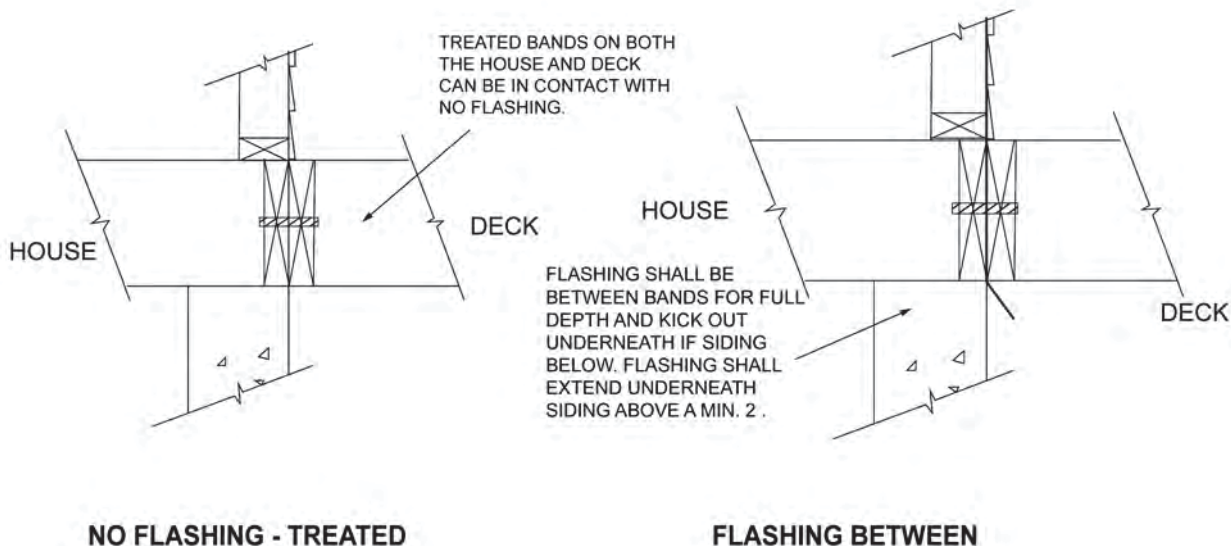 TREATED BANDS ON BOTH
THE HOUSE AND DECK
CAN BE IN CONTACT WITH
NO FLASHING.
HOUSE
DECK
NO FLASHING - TREATED
HOUSE
FLASHING SHALL BE
BETWEEN BANDS FOR FULL
DEPTH AND KICK OUT
UNDERNEATH IF SIDING
BELOW. FLASHING SHALL
EXTEND UNDERNEATH
SIDING ABOVE A MIN. 2 .
DECK
FLASHING BETWEEN